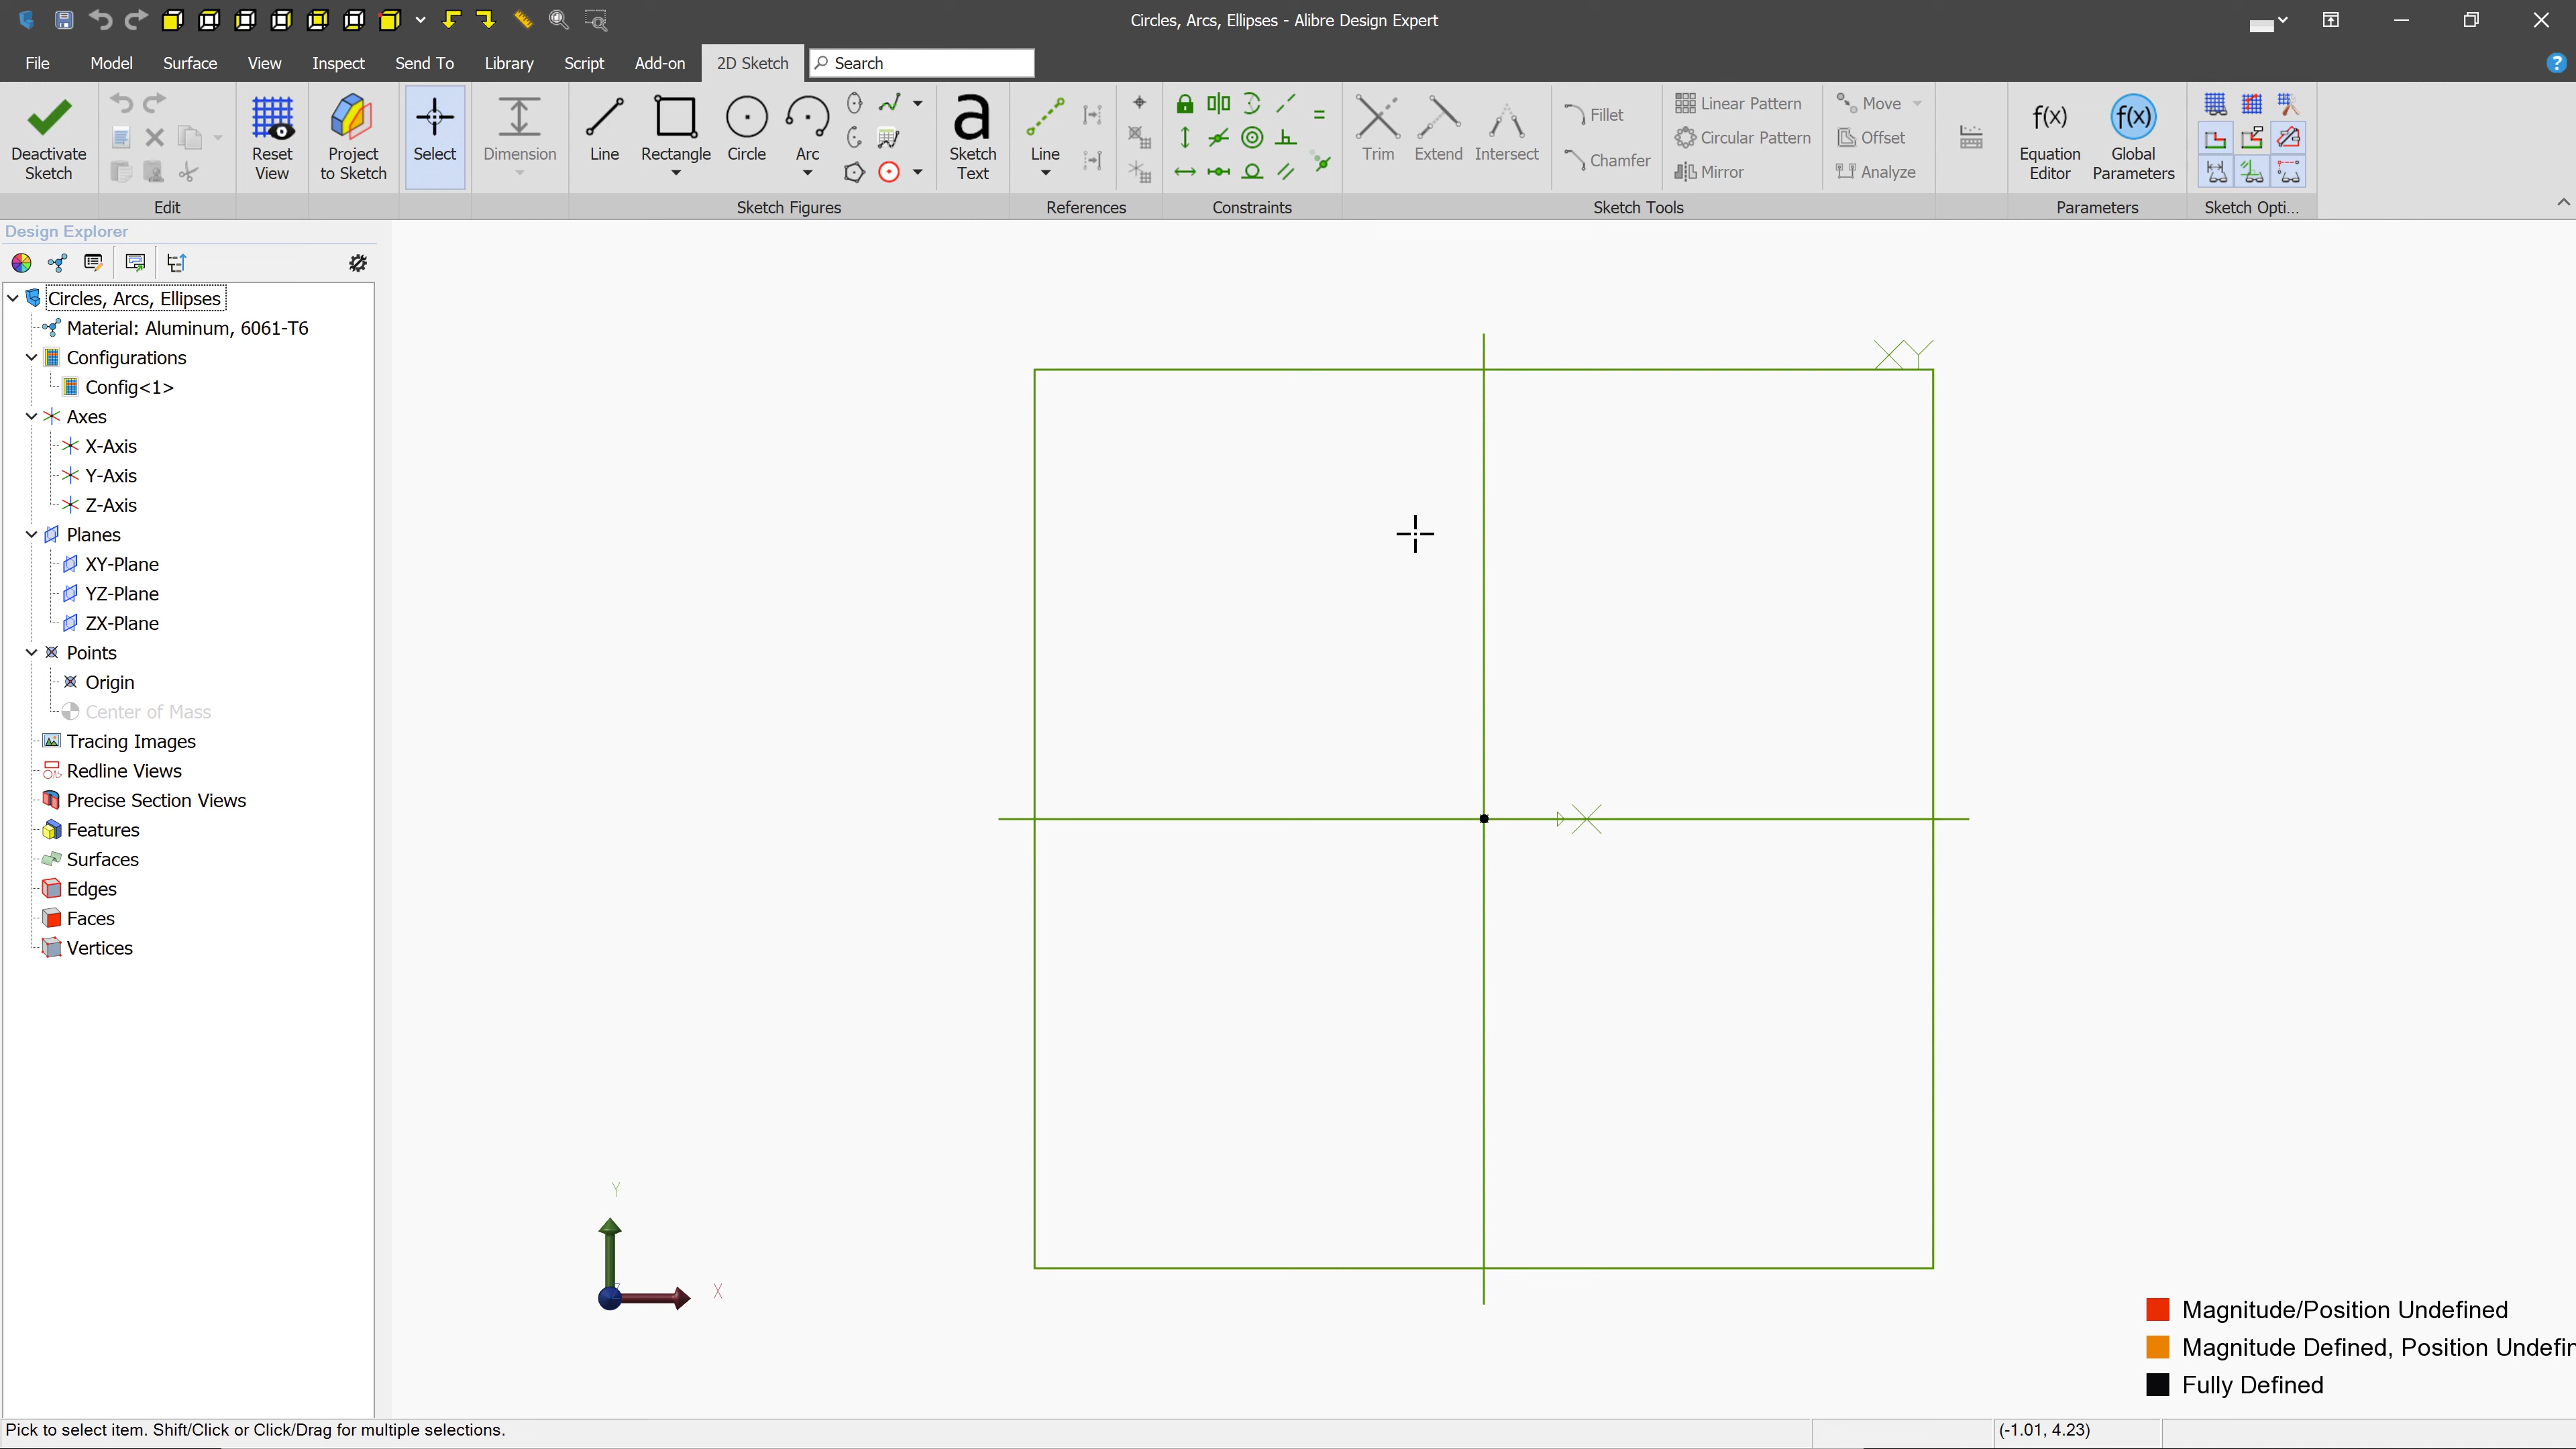 Circles, Arcs, Ellipses - Alibre Design Expert
File Model Surface View Inspect Send To Library Script Add-on 2D Sketch Search
Deactivate Sketch
Reset View
Project to Sketch
Select
Dimension
Line
Rectangle
Circle
Arc
a
Sketch Text
Line
Trim
Extend
Intersect
Fillet
Chamfer
Linear Pattern
Circular Pattern
Mirror
Move
Offset
Analyze
f(x)
Equation Editor
f(x)
Global Parameters
Edit
Sketch Figures
References
Constraints
Sketch Tools
Parameters
Sketch Opti...
Design Explorer
Circles, Arcs, Ellipses
Material: Aluminum, 6061-T6
Configurations
Config<1>
Axes
X-Axis
Y-Axis
Z-Axis
Planes
XY-Plane
YZ-Plane
ZX-Plane
Points
Origin
Center of Mass
Tracing Images
Redline Views
Precise Section Views
Features
Surfaces
Edges
Faces
Vertices
XY
X
Y
X
Z
Magnitude/Position Undefined
Magnitude Defined, Position Undefin
Fully Defined
Pick to select item. Shift/Click or Click/Drag for multiple selections.
(-1.01, 4.23)